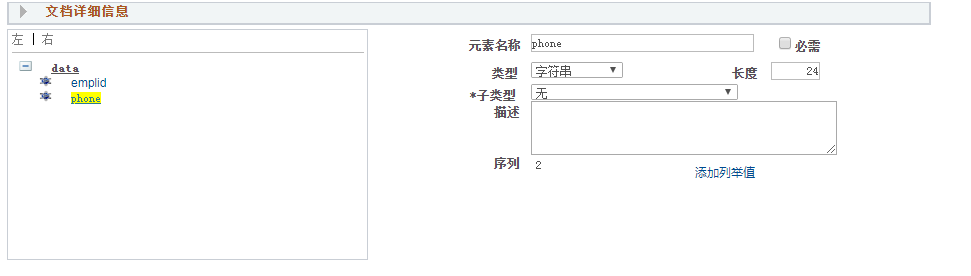 文档详细信息
左 | 右
data
emplid
phone
元素名称 phone 必需
类型 字符串 长度 24
*子类型 无
描述
序列 2
添加列举值